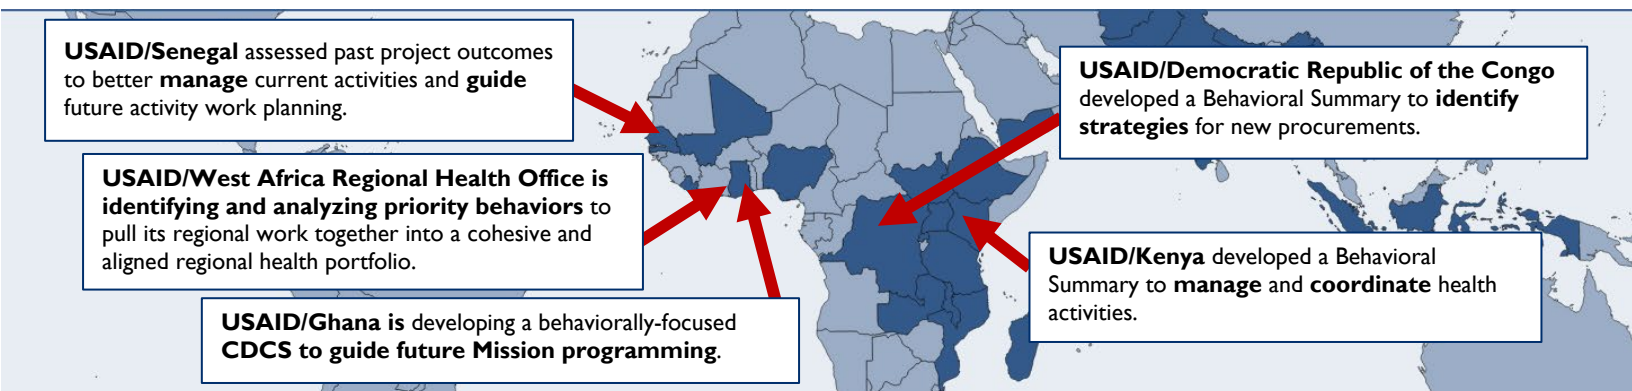 USAID/Senegal assessed past project outcomes
to better manage current activities and guide
future activity work planning.
USAID/West Africa Regional Health Office is
identifying and analyzing priority behaviors to
pull its regional work together into a cohesive and
aligned regional health portfolio.
USAID/Ghana is developing a behaviorally-focused
CDCS to guide future Mission programming.
USAID/Democratic Republic of the Congo
developed a Behavioral Summary to identify
strategies for new procurements.
USAID/Kenya developed a Behavioral
Summary to manage and coordinate health
activities.